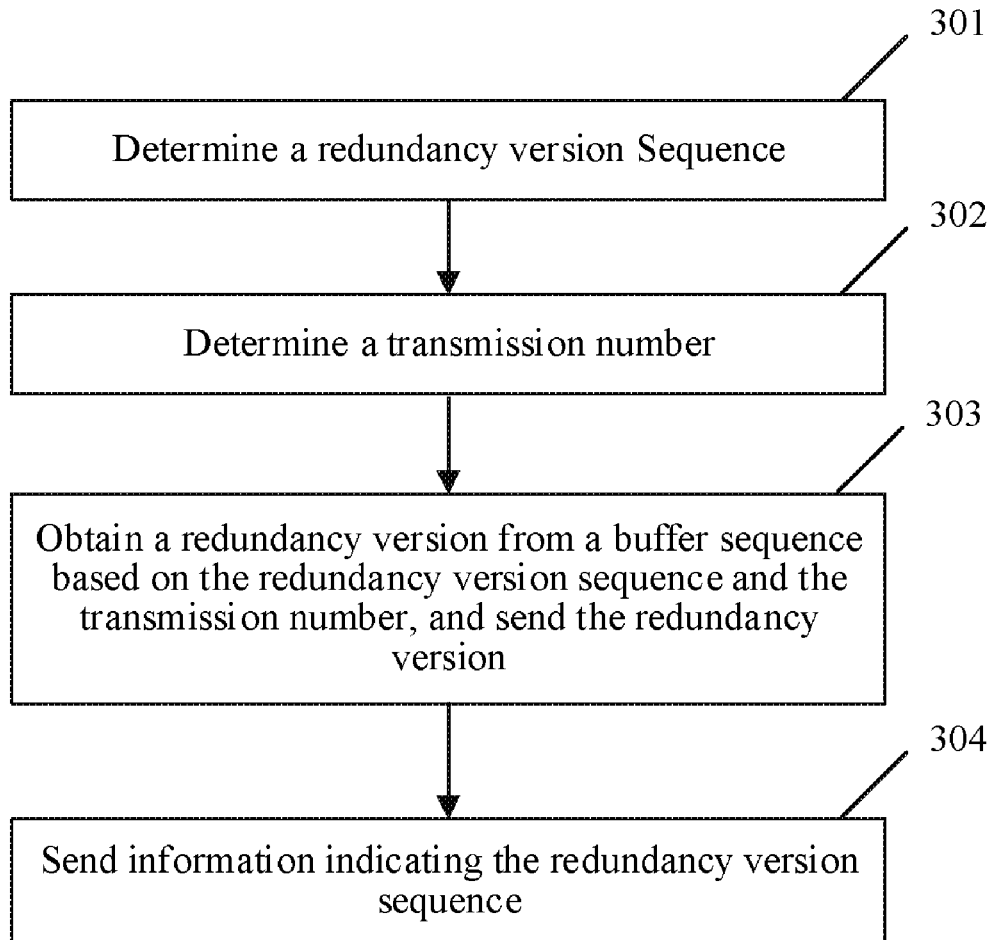 301
Determine a redundancy version Sequence
302
Determine a transmission number
303
Obtain a redundancy version from a buffer sequence
based on the redundancy version sequence and the
transmission number, and send the redundancy
version
304
Send information indicating the redundancy version
sequence